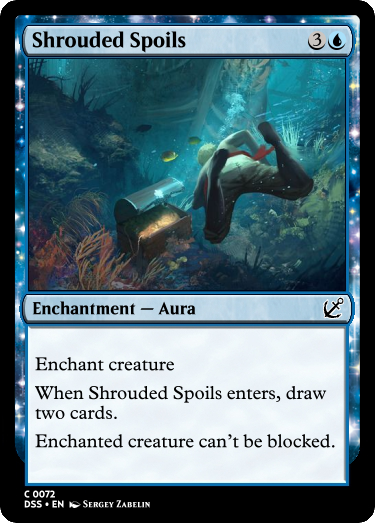 Shrouded Spoils 3
Enchantment — Aura
Enchant creature
When Shrouded Spoils enters, draw
two cards.
Enchanted creature can't be blocked.
C 0072
DSS • EN SERGEY ZABELIN